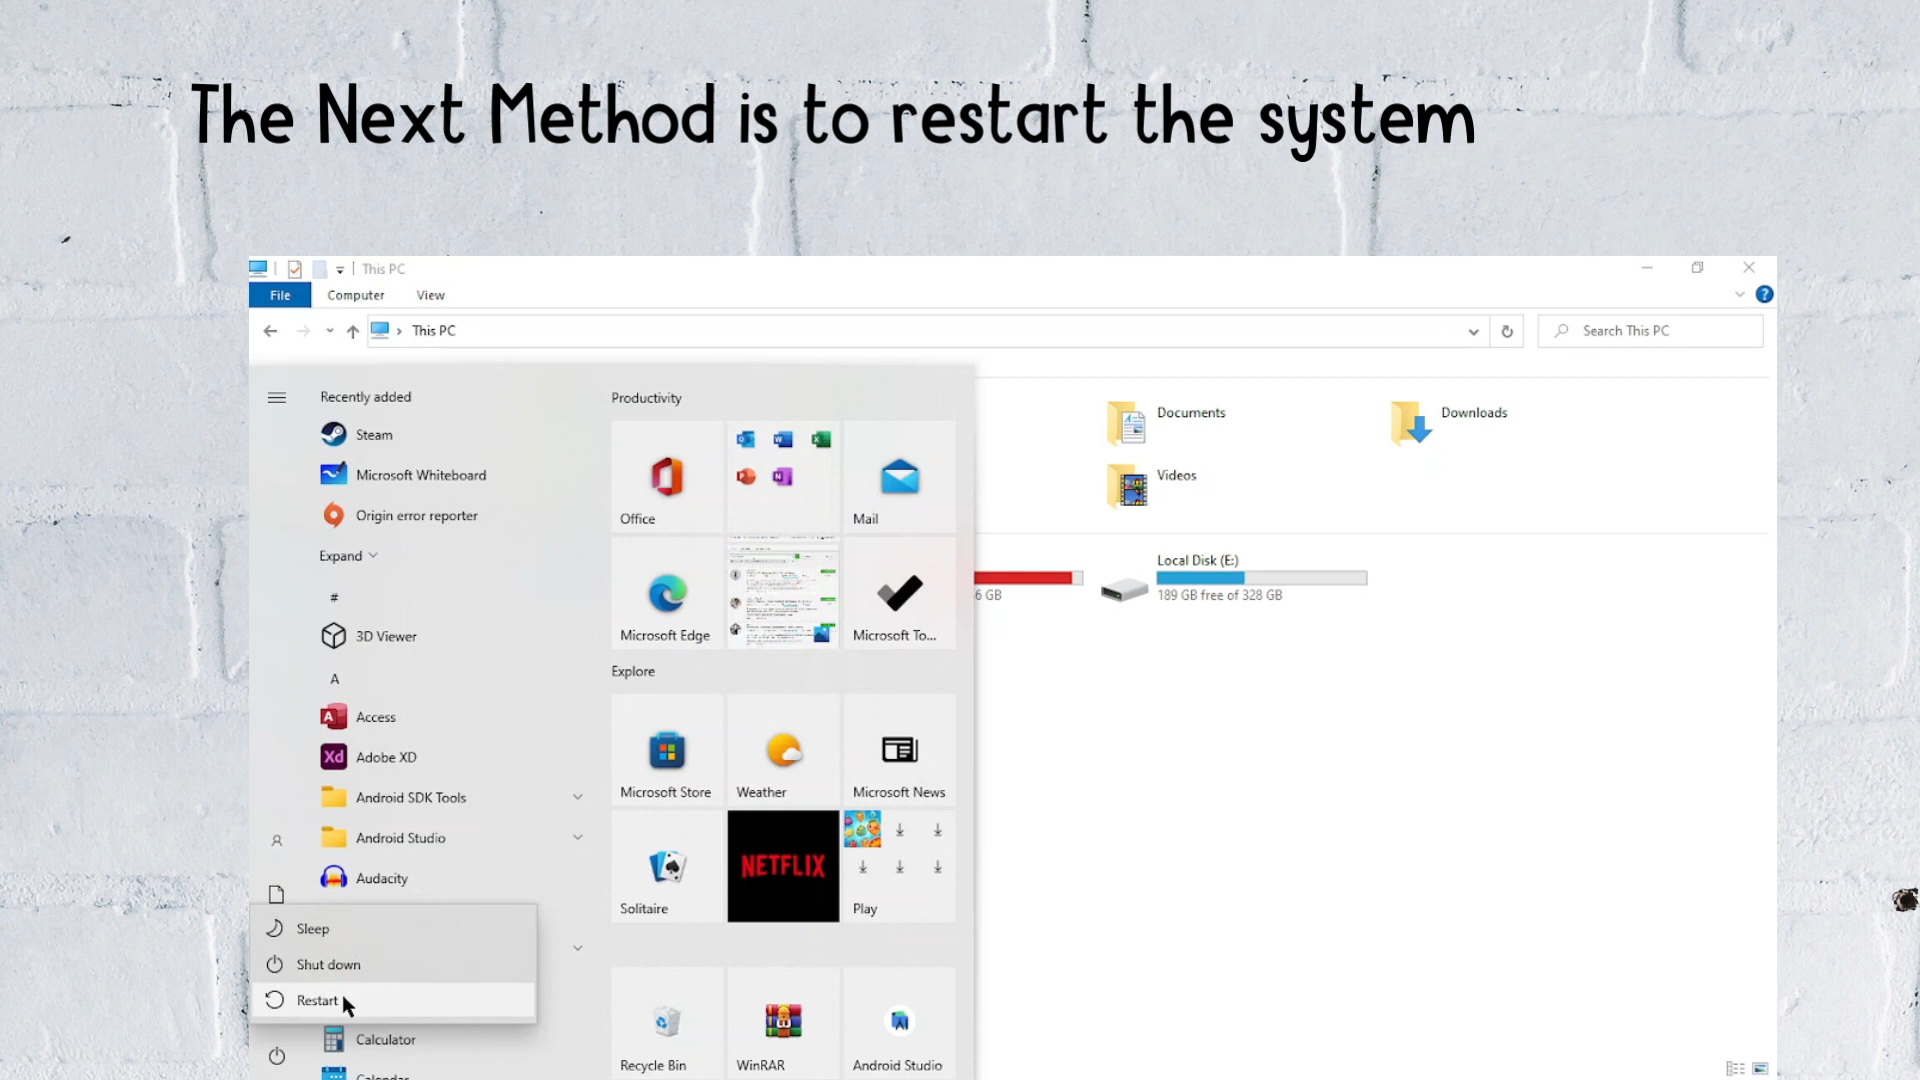 The Next Method is to restart the system
This PC
File
Computer
View
This PC
Search This PC
Recently added
Steam
Microsoft Whiteboard
Origin error reporter
Expand
#
3D Viewer
A
Access
Adobe XD
Android SDK Tools
Android Studio
Audacity
Sleep
Shut down
Restart
Calculator
Calendar
Productivity
Office
Mail
Microsoft Edge
Microsoft To...
Explore
Microsoft Store
Weather
Microsoft News
Solitaire
NETFLIX
Play
Recycle Bin
WinRAR
Android Studio
Documents
Downloads
Videos
6 GB
Local Disk (E:)
189 GB free of 328 GB